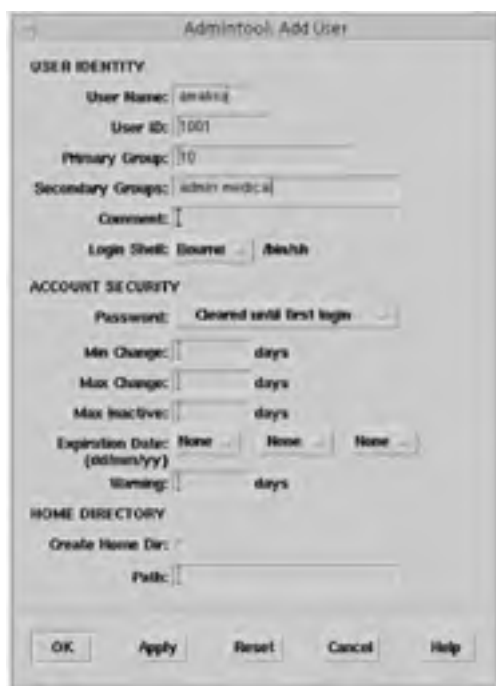 Admintool: Add User
USER IDENTITY
User Name:
User ID: 1001
Primary Group: 10
Secondary Groups: admin medical
Comment:
Login Shell: Bourne /bin/sh
ACCOUNT SECURITY
Password: Cleared until first login
Min Change: days
Max Change: days
Max Inactive: days
Expiration Date: None None None
(dd/mm/yy)
Warning: days
HOME DIRECTORY
Create Home Dir:
Path:
OK Apply Reset Cancel Help